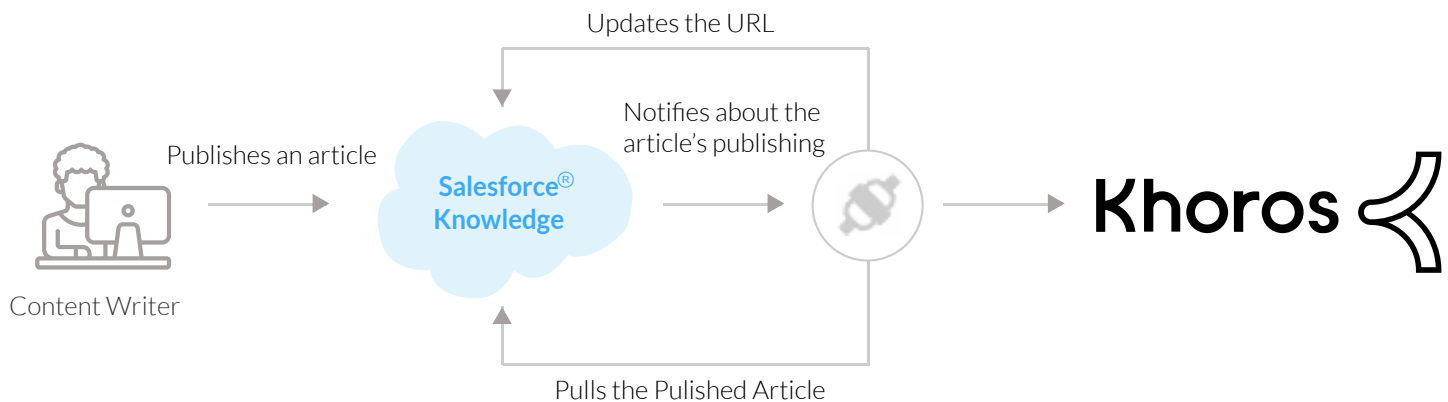 Updates the URL
Notifies about the
article’s publishing
Publishes an article
Salesforce®
Knowledge
Khoros
Content Writer
Pulls the Pulished Article